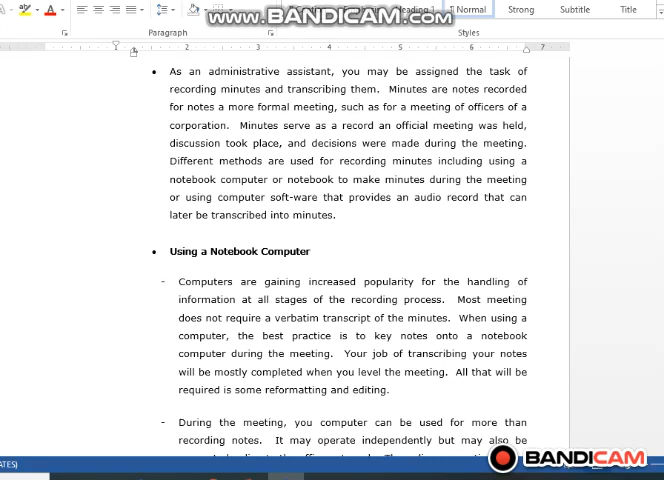 www.BANDICAM.com
Normal
Strong
Subtitle
Title
Paragraph
Styles
1 2 3 4 5 6 7
• As an administrative assistant, you may be assigned the task of
recording minutes and transcribing them. Minutes are notes recorded
for notes a more formal meeting, such as for a meeting of officers of a
corporation. Minutes serve as a record an official meeting was held,
discussion took place, and decisions were made during the meeting.
Different methods are used for recording minutes including using a
notebook computer or notebook to make minutes during the meeting
or using computer soft-ware that provides an audio record that can
later be transcribed into minutes.
• Using a Notebook Computer
- Computers are gaining increased popularity for the handling of
information at all stages of the recording process. Most meeting
does not require a verbatim transcript of the minutes. When using a
computer, the best practice is to key notes onto a notebook
computer during the meeting. Your job of transcribing your notes
will be mostly completed when you level the meeting. All that will be
required is some reformatting and editing.
- During the meeting, you computer can be used for more than
recording notes. It may operate independently but may also be
ATES)
BANDICAM